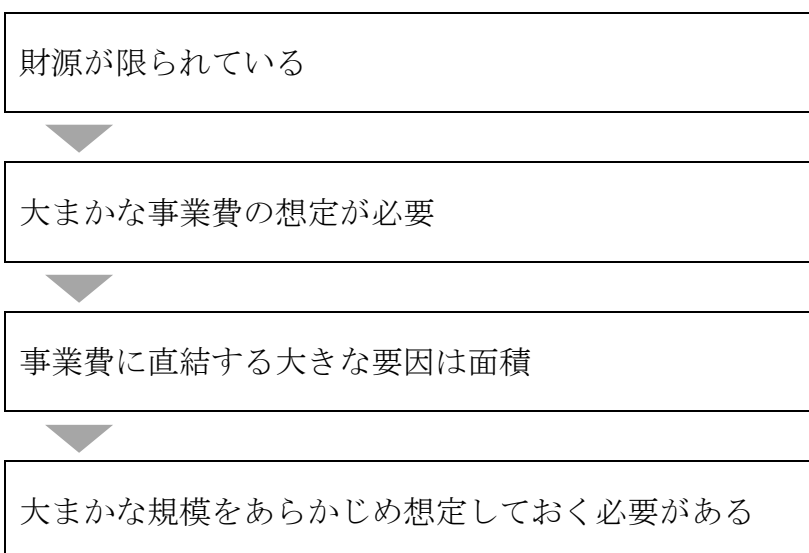 財源が限られている
大まかな事業費の想定が必要
事業費に直結する大きな要因は面積
大まかな規模をあらかじめ想定しておく必要がある